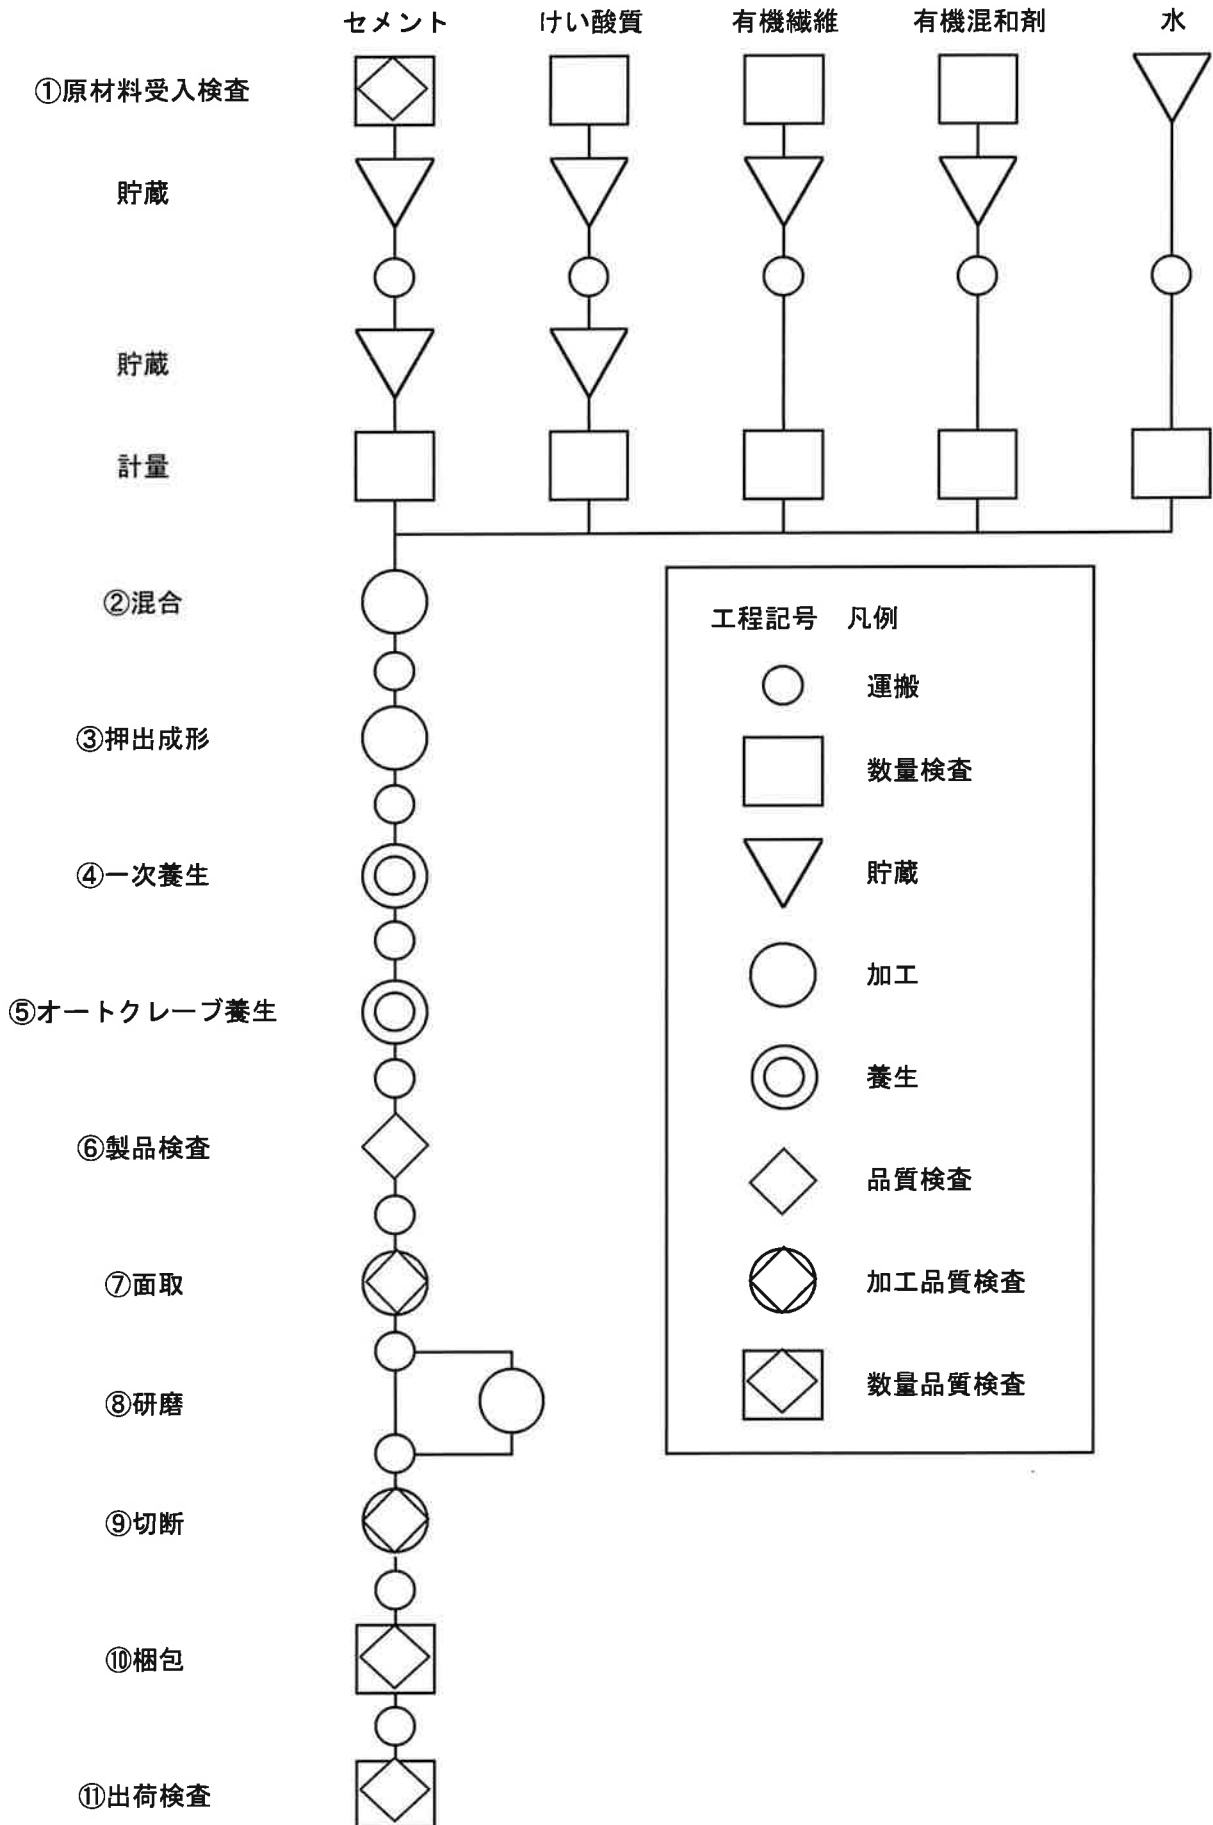 セメント けい酸質 有機繊維 有機混和剤 水
①原材料受入検査
貯蔵
貯蔵
計量
②混合
③押出成形
④一次養生
⑤オートクレーブ養生
⑥製品検査
⑦面取
⑧研磨
⑨切断
⑩梱包
⑪出荷検査
工程記号 凡例
運搬
数量検査
貯蔵
加工
養生
品質検査
加工品質検査
数量品質検査